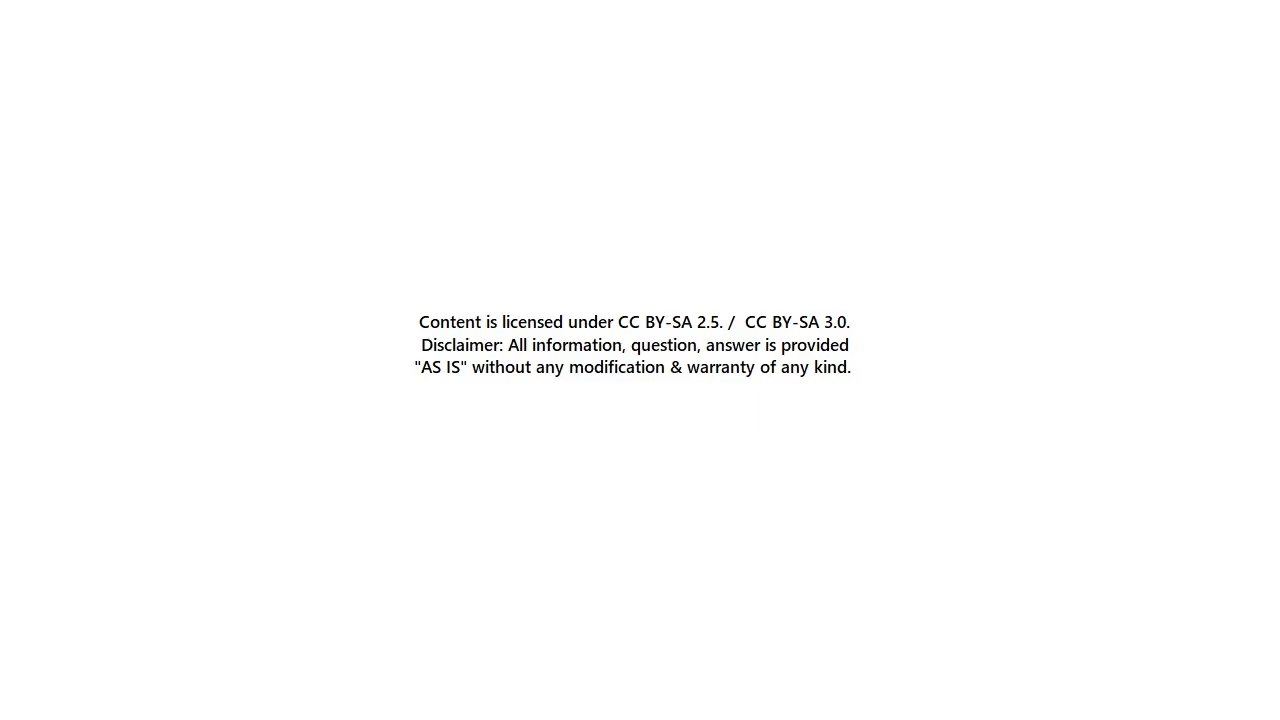 Content is licensed under CC BY-SA 2.5. /  CC BY-SA 3.0.
Disclaimer: All information, question, answer is provided
"AS IS" without any modification & warranty of any kind.